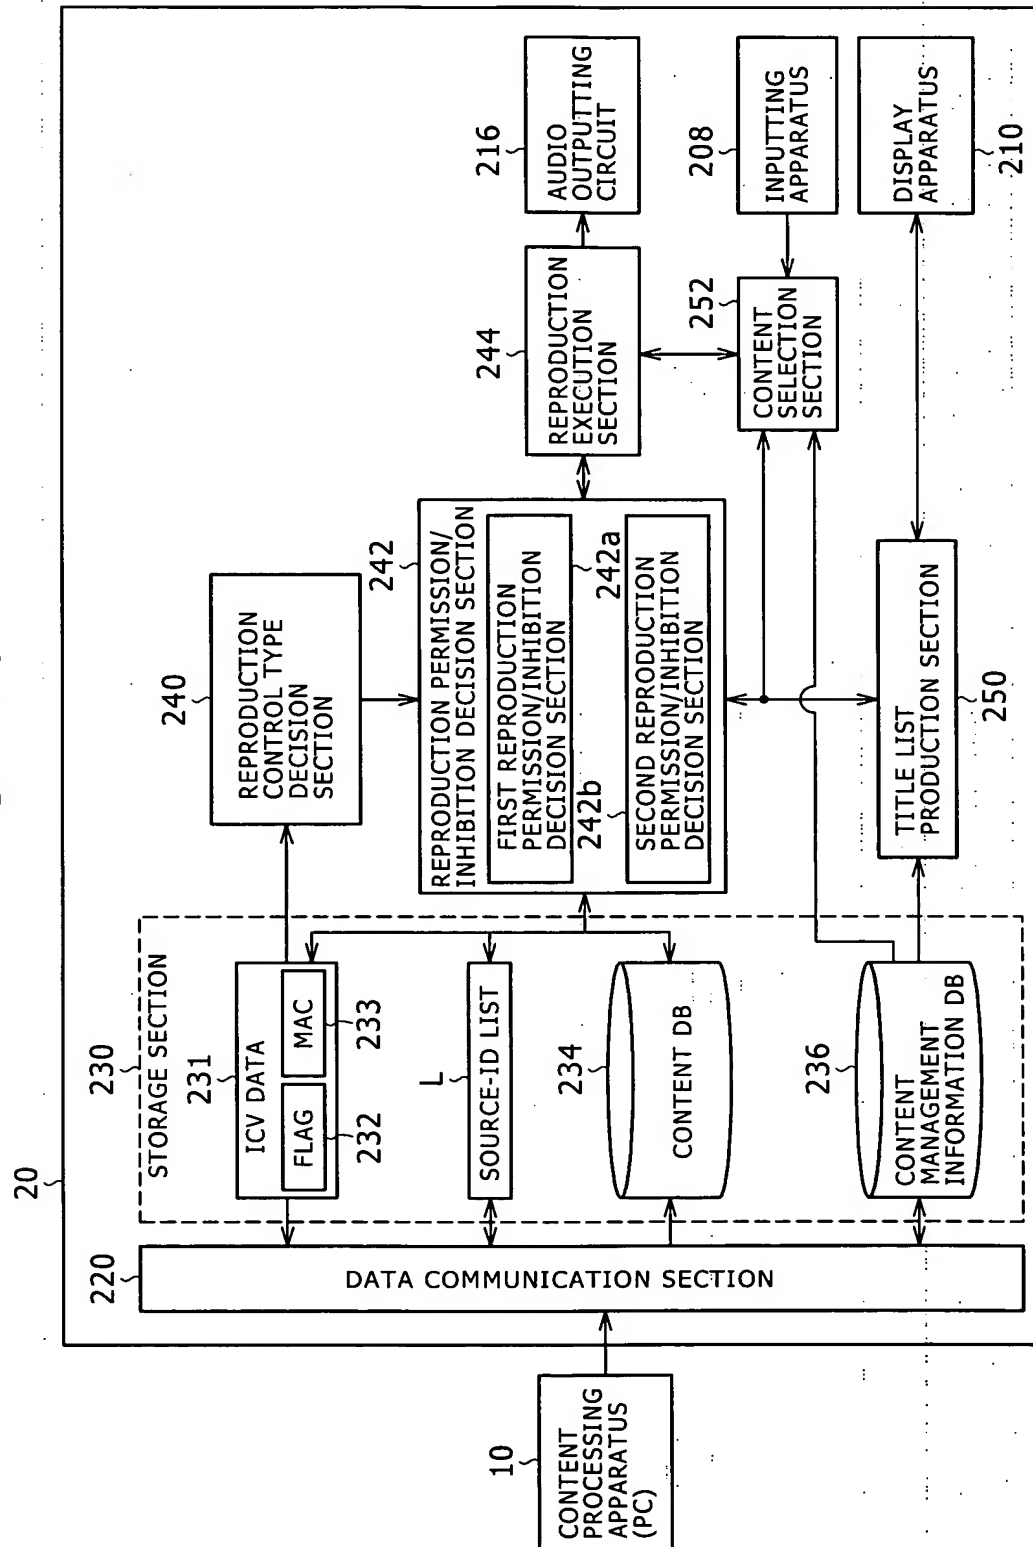 20
10
CONTENT
PROCESSING
APPARATUS
(PC)
220
DATA COMMUNICATION SECTION
230
STORAGE SECTION
231
ICV DATA
FLAG
232
MAC
233
L
SOURCE-ID LIST
234
CONTENT DB
236
CONTENT
MANAGEMENT
INFORMATION DB
240
REPRODUCTION
CONTROL TYPE
DECISION
SECTION
242
REPRODUCTION PERMISSION/
INHIBITION DECISION SECTION
FIRST REPRODUCTION
PERMISSION/INHIBITION
DECISION SECTION
242a
242b
SECOND REPRODUCTION
PERMISSION/INHIBITION
DECISION SECTION
TITLE LIST
PRODUCTION SECTION
250
244
REPRODUCTION
EXECUTION
SECTION
252
CONTENT
SELECTION
SECTION
216
AUDIO
OUTPUTTING
CIRCUIT
208
INPUTTING
APPARATUS
DISPLAY
APPARATUS
210